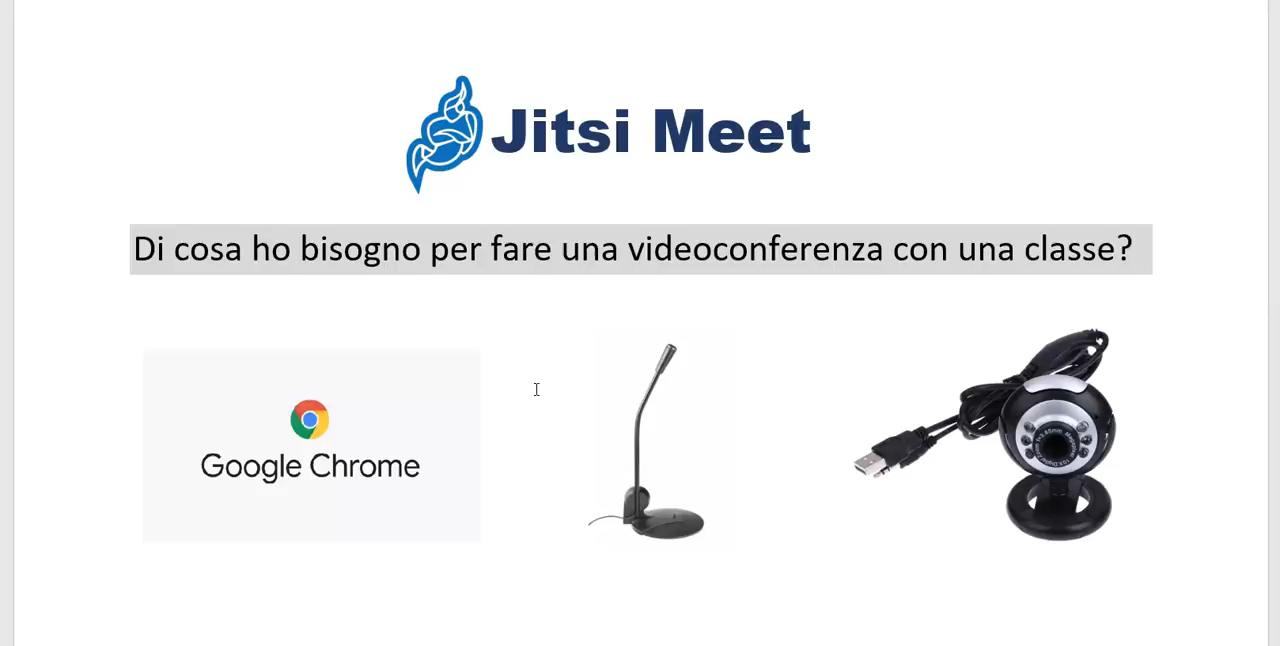 Jitsi Meet
Di cosa ho bisogno per fare una videoconferenza con una classe?
Google Chrome